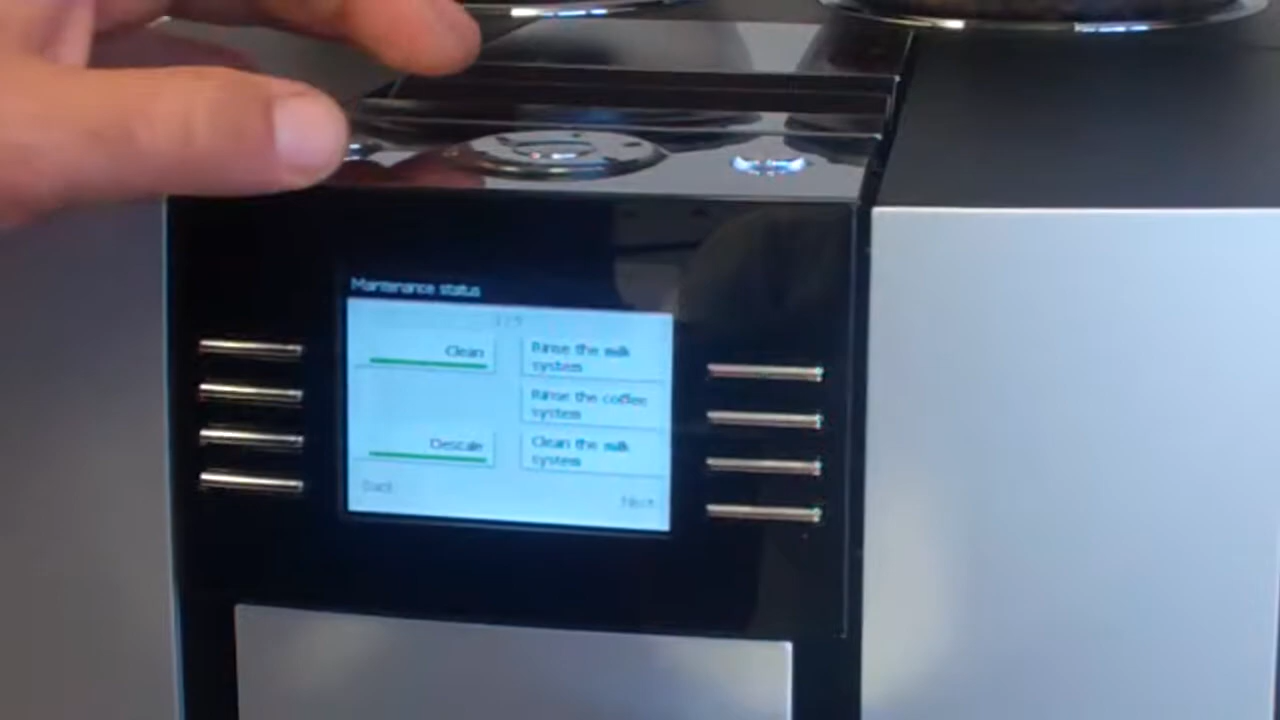 Maintenance status
Clean
Rinse the milk
system
Rinse the coffee
system
Descale
Clean the milk
system
Back
Next